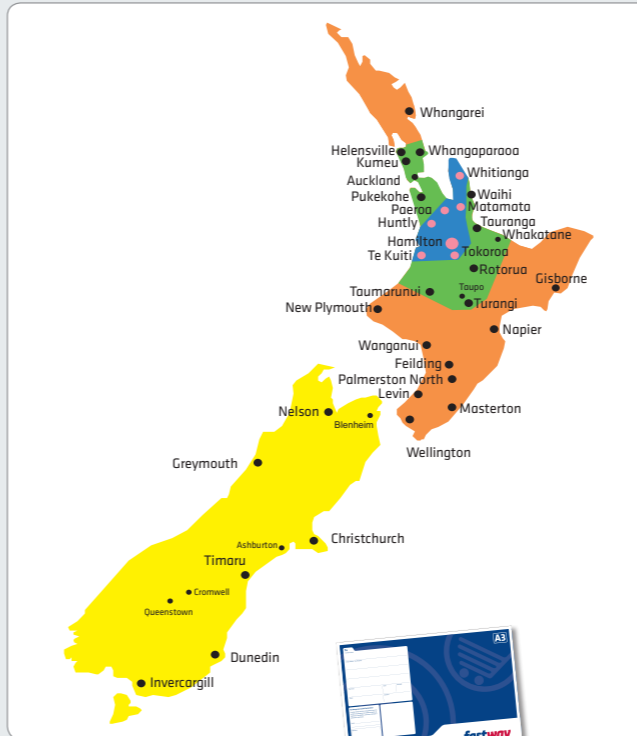 Whangarei
Helensville
Whangaparaoa
Kumeu
Whitianga
Auckland
Pukekohe
Waihi
Paeroa
Matamata
Huntly
Tauranga
Whakatane
Hamilton
Te Kuiti
Tokoroa
Rotorua
Gisborne
Taupo
Taumarunui
Turangi
New Plymouth
Napier
Wanganui
Feilding
Palmerston North
Levin
Masterton
Nelson
Blenheim
Wellington
Greymouth
Ashburton
Christchurch
Timaru
Cromwell
Queenstown
Dunedin
Invercargill
A3
fastway